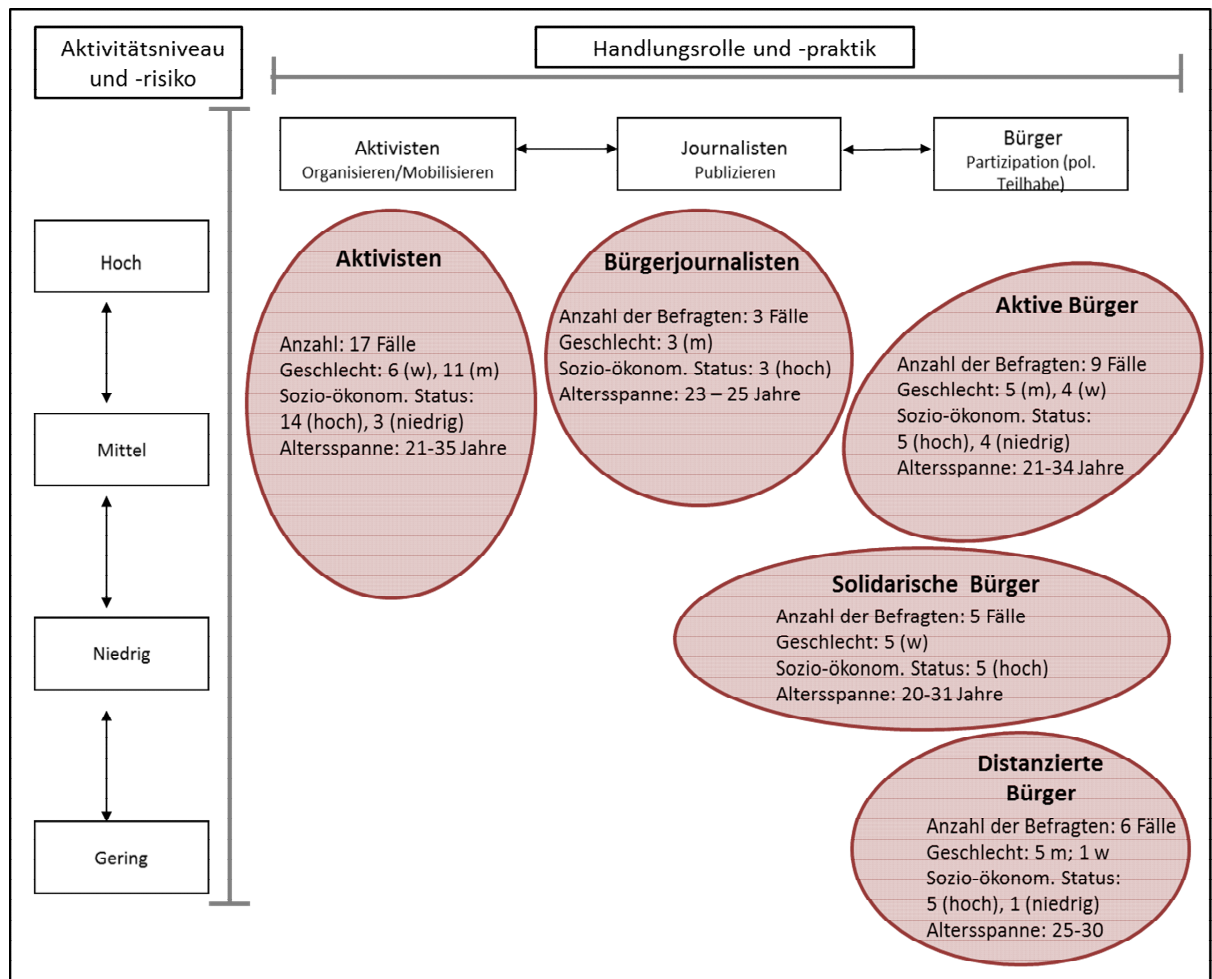 Aktivitätsniveau
und -risiko
Handlungsrolle und -praktik
Aktivisten
Organisieren/Mobilisieren
Journalisten
Publizieren
Bürger
Partizipation (pol.
Teilhabe)
Hoch
Mittel
Niedrig
Gering
Aktivisten
Anzahl: 17 Fälle
Geschlecht: 6 (w), 11 (m)
Sozio-ökonom. Status:
14 (hoch), 3 (niedrig)
Altersspanne: 21-35 Jahre
Bürgerjournalisten
Anzahl der Befragten: 3 Fälle
Geschlecht: 3 (m)
Sozio-ökonom. Status: 3 (hoch)
Altersspanne: 23 – 25 Jahre
Aktive Bürger
Anzahl der Befragten: 9 Fälle
Geschlecht: 5 (m), 4 (w)
Sozio-ökonom. Status:
5 (hoch), 4 (niedrig)
Altersspanne: 21-34 Jahre
Solidarische Bürger
Anzahl der Befragten: 5 Fälle
Geschlecht: 5 (w)
Sozio-ökonom. Status: 5 (hoch)
Altersspanne: 20-31 Jahre
Distanzierte
Bürger
Anzahl der Befragten: 6 Fälle
Geschlecht: 5 m; 1 w
Sozio-ökonom. Status:
5 (hoch), 1 (niedrig)
Altersspanne: 25-30